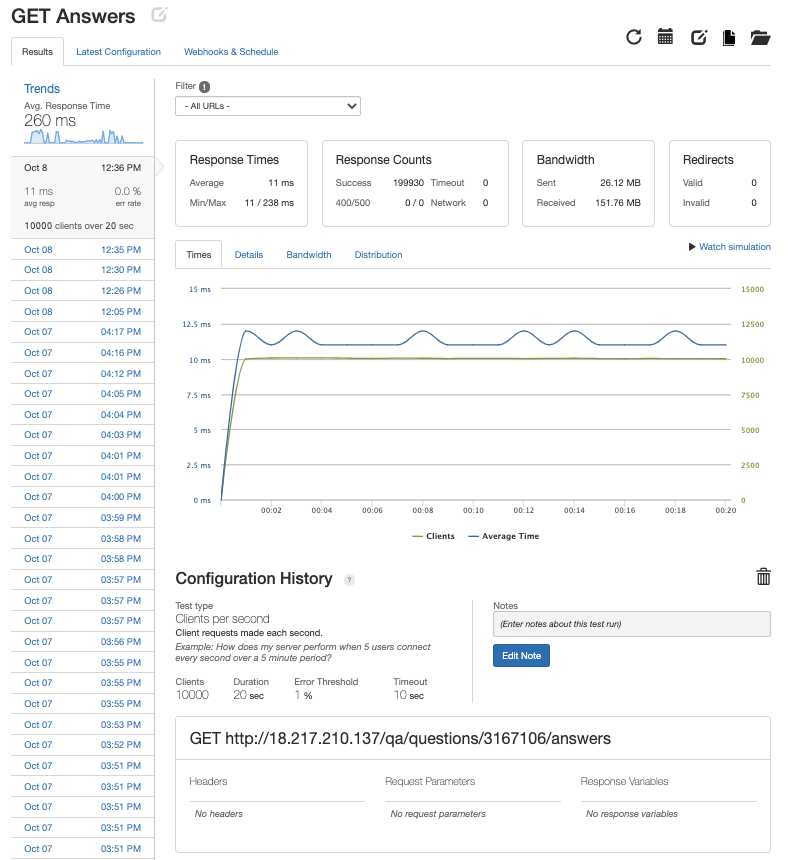 GET Answers
Results Latest Configuration Webhooks & Schedule
Trends
Avg. Response Time
260 ms
Oct 8 12:36 PM
11 ms 0.0 %
avg resp err rate
10000 clients over 20 sec
Oct 08 12:35 PM
Oct 08 12:30 PM
Oct 08 12:26 PM
Oct 08 12:05 PM
Oct 07 04:17 PM
Oct 07 04:16 PM
Oct 07 04:12 PM
Oct 07 04:05 PM
Oct 07 04:04 PM
Oct 07 04:03 PM
Oct 07 04:01 PM
Oct 07 04:01 PM
Oct 07 04:00 PM
Oct 07 03:59 PM
Oct 07 03:58 PM
Oct 07 03:58 PM
Oct 07 03:57 PM
Oct 07 03:57 PM
Oct 07 03:57 PM
Oct 07 03:56 PM
Oct 07 03:55 PM
Oct 07 03:55 PM
Oct 07 03:55 PM
Oct 07 03:53 PM
Oct 07 03:52 PM
Oct 07 03:51 PM
Oct 07 03:51 PM
Oct 07 03:51 PM
Oct 07 03:51 PM
Oct 07 03:51 PM
Filter !
- All URLs -
Response Times
Average 11 ms
Min/Max 11 / 238 ms
Response Counts
Success 199930 Timeout 0
400/500 0 / 0 Network 0
Bandwidth
Sent 26.12 MB
Received 151.76 MB
Redirects
Valid 0
Invalid 0
Times Details Bandwidth Distribution
Watch simulation
15 ms 15000
12.5 ms 12500
10 ms 10000
7.5 ms 7500
5 ms 5000
2.5 ms 2500
0 ms 0
00:02 00:04 00:06 00:08 00:10 00:12 00:14 00:16 00:18 00:20
Clients Average Time
Configuration History ?
Test type
Clients per second
Client requests made each second.
Example: How does my server perform when 5 users connect
every second over a 5 minute period?
Clients Duration Error Threshold Timeout
10000 20 sec 1 % 10 sec
Notes
(Enter notes about this test run)
Edit Note
GET http://18.217.210.137/qa/questions/3167106/answers
Headers Request Parameters Response Variables
No headers No request parameters No response variables